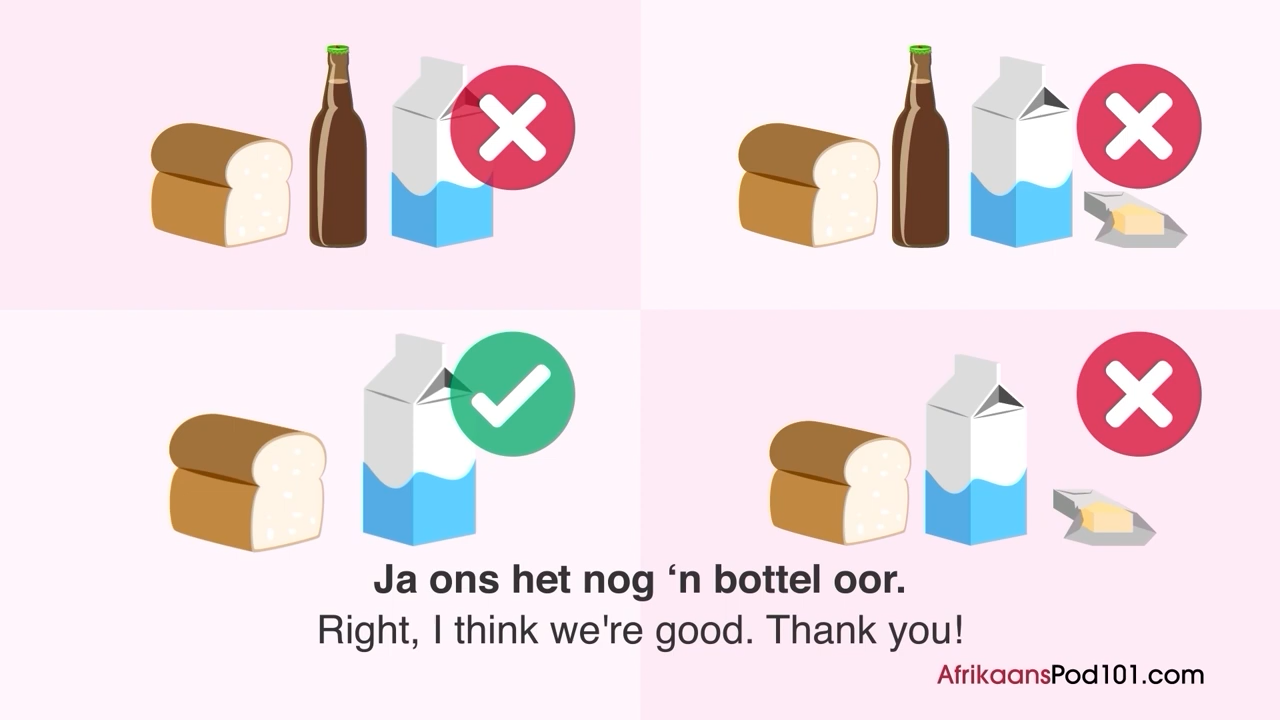 Ja ons het nog ‘n bottel oor.
Right, I think we're good. Thank you!
AfrikaansPod101.com